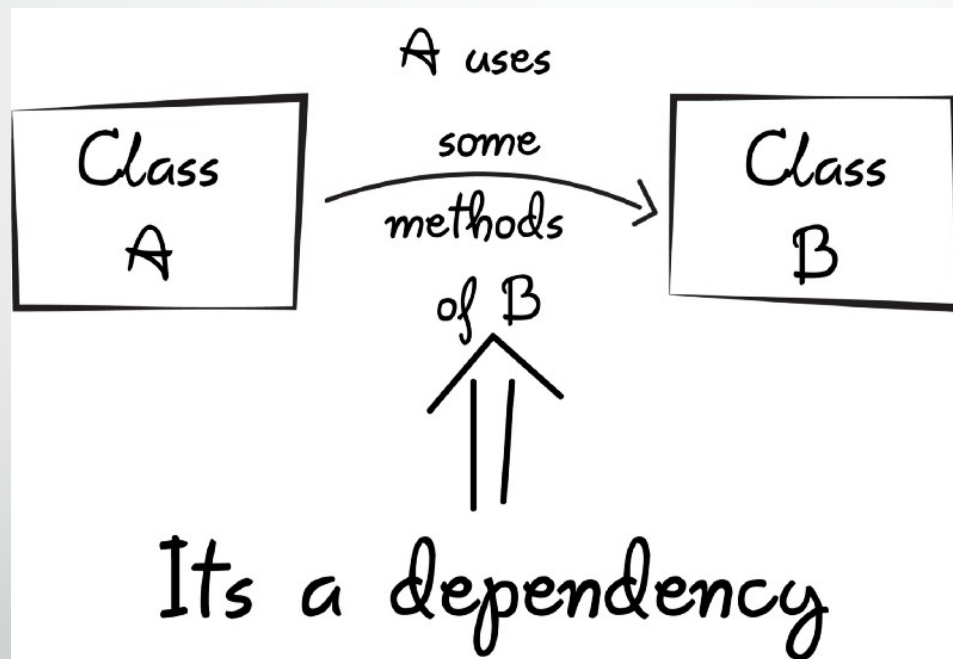 A uses
some
methods
of B
Class
A
Class
B
Its a dependency